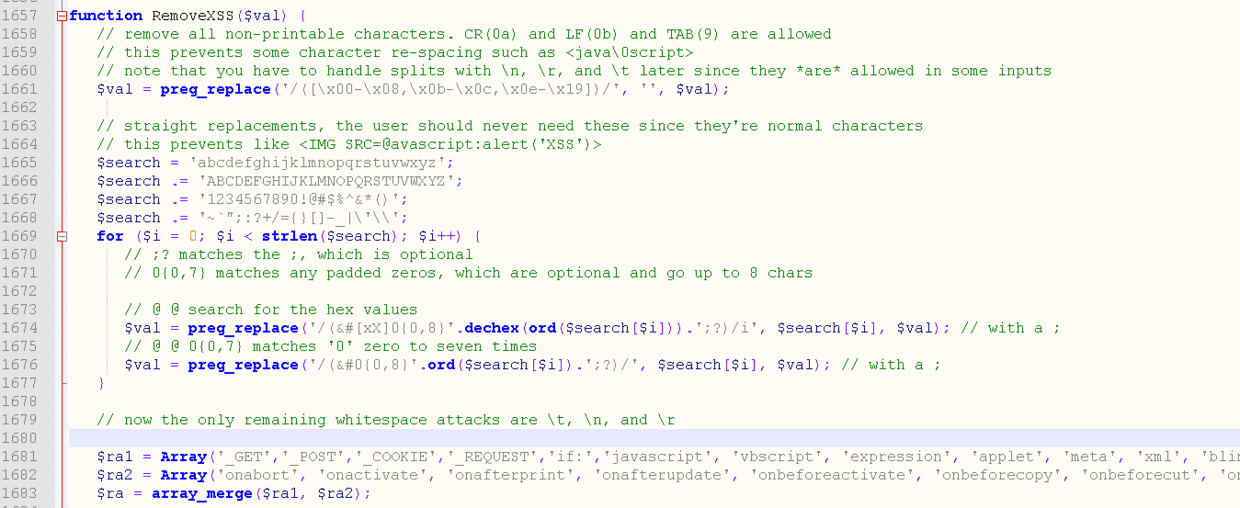 1657 function RemoveXSS($val) {
1658 // remove all non-printable characters. CR(0a) and LF(0b) and TAB(9) are allowed
1659 // this prevents some character re-spacing such as <java\0script>
1660 // note that you have to handle splits with \n, \r, and \t later since they *are* allowed in some inputs
1661 $val = preg_replace('/([\x00-\x08,\x0b-\x0c,\x0e-\x19])/', '', $val);
1662
1663 // straight replacements, the user should never need these since they're normal characters
1664 // this prevents like <IMG SRC=@avascript:alert('XSS')>
1665 $search = 'abcdefghijklmnopqrstuvwxyz';
1666 $search .= 'ABCDEFGHIJKLMNOPQRSTUVWXYZ';
1667 $search .= '1234567890!@#$%^&*()';
1668 $search .= '~`";:?+/={}[]-_|\'\\';
1669 for ($i = 0; $i < strlen($search); $i++) {
1670 // ;? matches the ;, which is optional
1671 // 0{0,7} matches any padded zeros, which are optional and go up to 8 chars
1672
1673 // @ @ search for the hex values
1674 $val = preg_replace('/(&#[xX]0{0,8}'.dechex(ord($search[$i])).';?)/i', $search[$i], $val); // with a ;
1675 // @ @ 0{0,7} matches '0' zero to seven times
1676 $val = preg_replace('/(&#0{0,8}'.ord($search[$i]).';?)/', $search[$i], $val); // with a ;
1677 }
1678
1679 // now the only remaining whitespace attacks are \t, \n, and \r
1680
1681 $ra1 = Array('_GET','_POST','_COOKIE','_REQUEST','if:','javascript', 'vbscript', 'expression', 'applet', 'meta', 'xml', 'blin
1682 $ra2 = Array('onabort', 'onactivate', 'onafterprint', 'onafterupdate', 'onbeforeactivate', 'onbeforecopy', 'onbeforecut', 'on
1683 $ra = array_merge($ra1, $ra2);